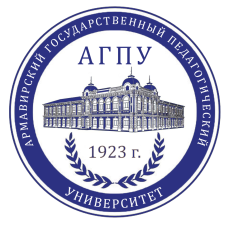 АРМАВИРСКИЙ ГОСУДАРСТВЕННЫЙ ПЕДАГОГИЧЕСКИЙ
АГПУ
1923 г.
УНИВЕРСИТЕТ